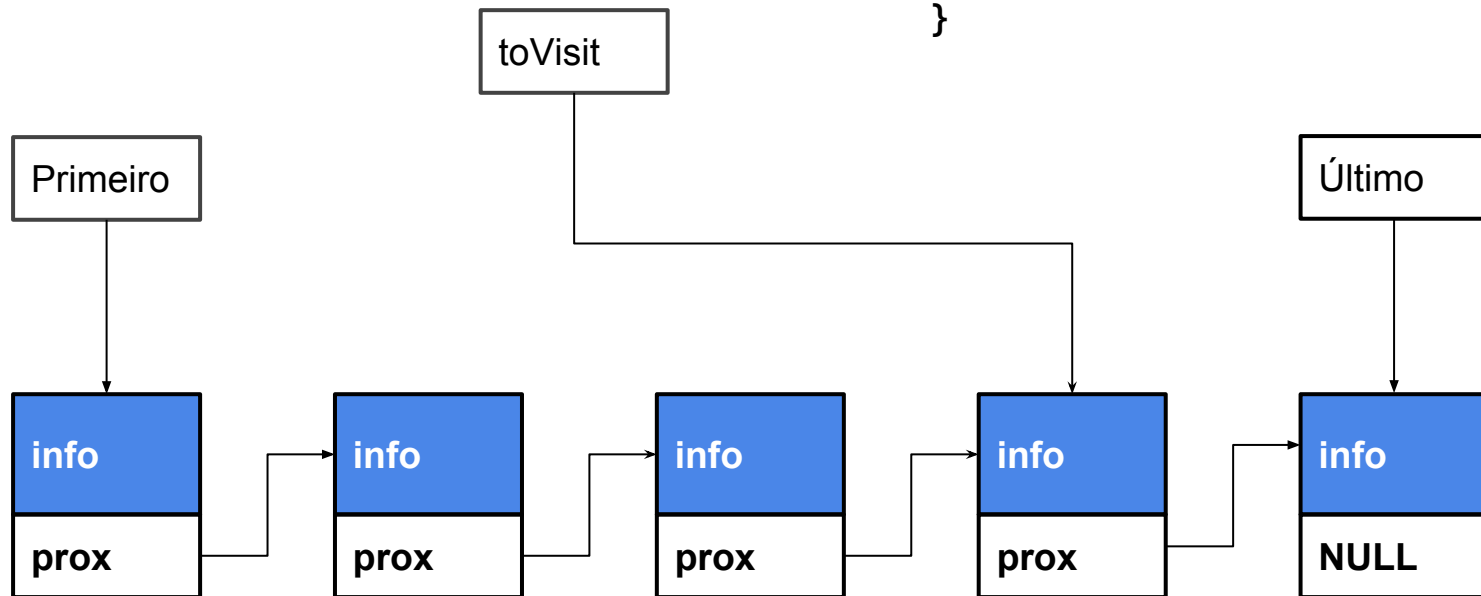 }
toVisit
Primeiro
Último
info
info
info
info
info
prox
prox
prox
prox
NULL